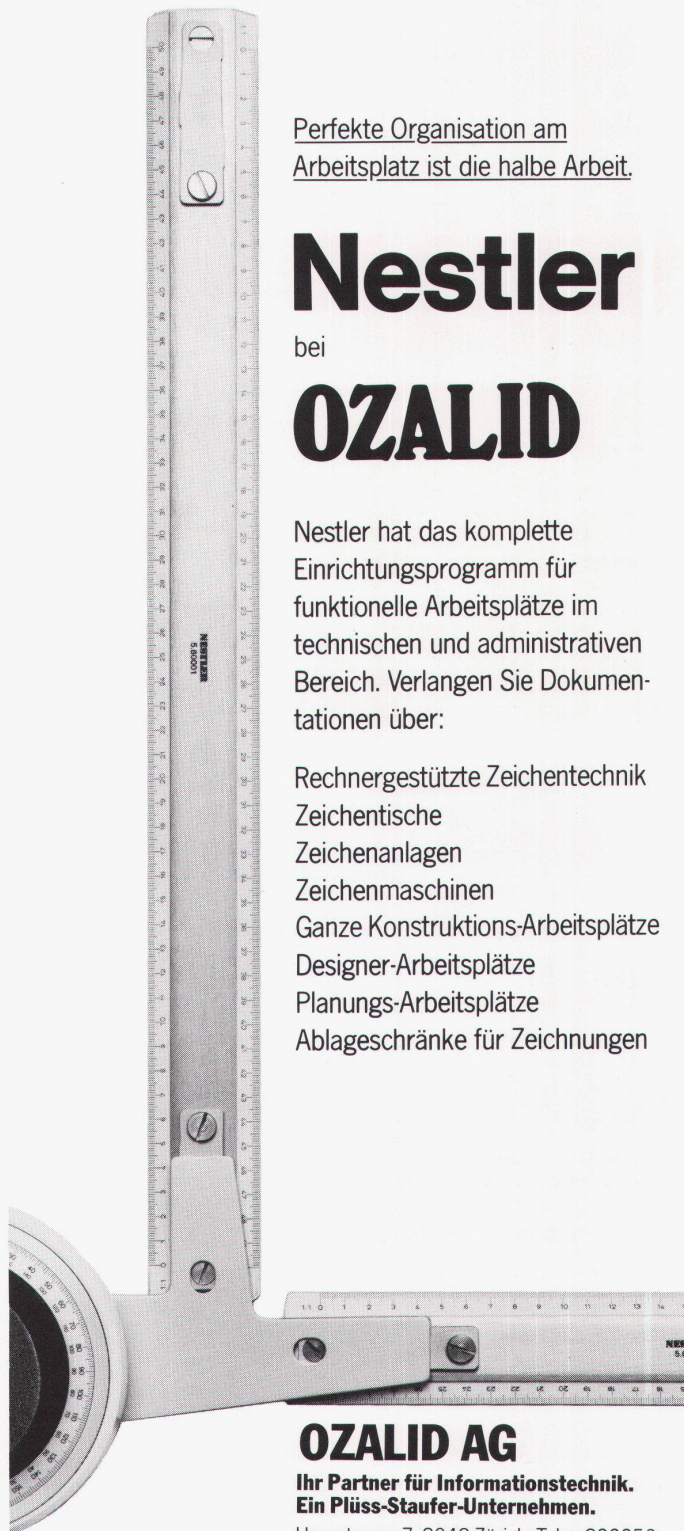 Perfekte Organisation am
Arbeitsplatz ist die halbe Arbeit.
Nestler
bei
OZALID
Nestler hat das komplette
Einrichtungsprogramm für
funktionelle Arbeitsplätze im
technischen und administrativen
Bereich. Verlangen Sie Dokumen-
tationen über:
Rechnergestützte Zeichentechnik
Zeichentische
Zeichenanlagen
Zeichenmaschinen
Ganze Konstruktions-Arbeitsplätze
Designer-Arbeitsplätze
Planungs-Arbeitsplätze
Ablageschränke für Zeichnungen
NESTLER
5.60001
OZALID AG
Ihr Partner für Informationstechnik.
Ein Plüss-Staufer-Unternehmen.